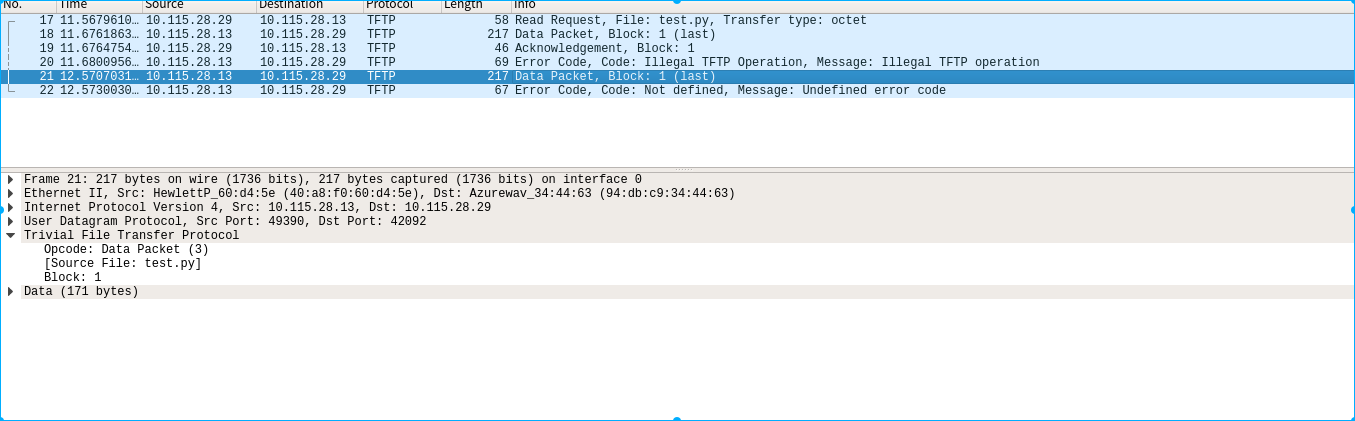 No. Time Source Destination Protocol Length Info
17 11.5679610… 10.115.28.29 10.115.28.13 TFTP 58 Read Request, File: test.py, Transfer type: octet
18 11.6761863… 10.115.28.13 10.115.28.29 TFTP 217 Data Packet, Block: 1 (last)
19 11.6764754… 10.115.28.29 10.115.28.13 TFTP 46 Acknowledgement, Block: 1
20 11.6800956… 10.115.28.13 10.115.28.29 TFTP 69 Error Code, Code: Illegal TFTP Operation, Message: Illegal TFTP operation
21 12.5707031… 10.115.28.13 10.115.28.29 TFTP 217 Data Packet, Block: 1 (last)
22 12.5730030… 10.115.28.13 10.115.28.29 TFTP 67 Error Code, Code: Not defined, Message: Undefined error code
Frame 21: 217 bytes on wire (1736 bits), 217 bytes captured (1736 bits) on interface 0
Ethernet II, Src: HewlettP_60:d4:5e (40:a8:f0:60:d4:5e), Dst: Azurewav_34:44:63 (94:db:c9:34:44:63)
Internet Protocol Version 4, Src: 10.115.28.13, Dst: 10.115.28.29
User Datagram Protocol, Src Port: 49390, Dst Port: 42092
Trivial File Transfer Protocol
Opcode: Data Packet (3)
[Source File: test.py]
Block: 1
Data (171 bytes)